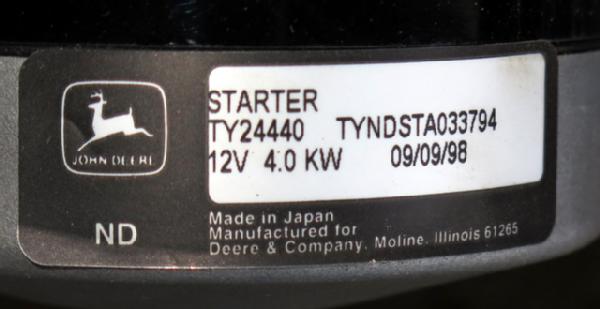 STARTER
TY24440 TYNDSTA033794
12V 4.0 KW 09/09/98
JOHN DEERE
ND
Made in Japan
Manufactured for
Deere & Company, Moline, Illinois 61265